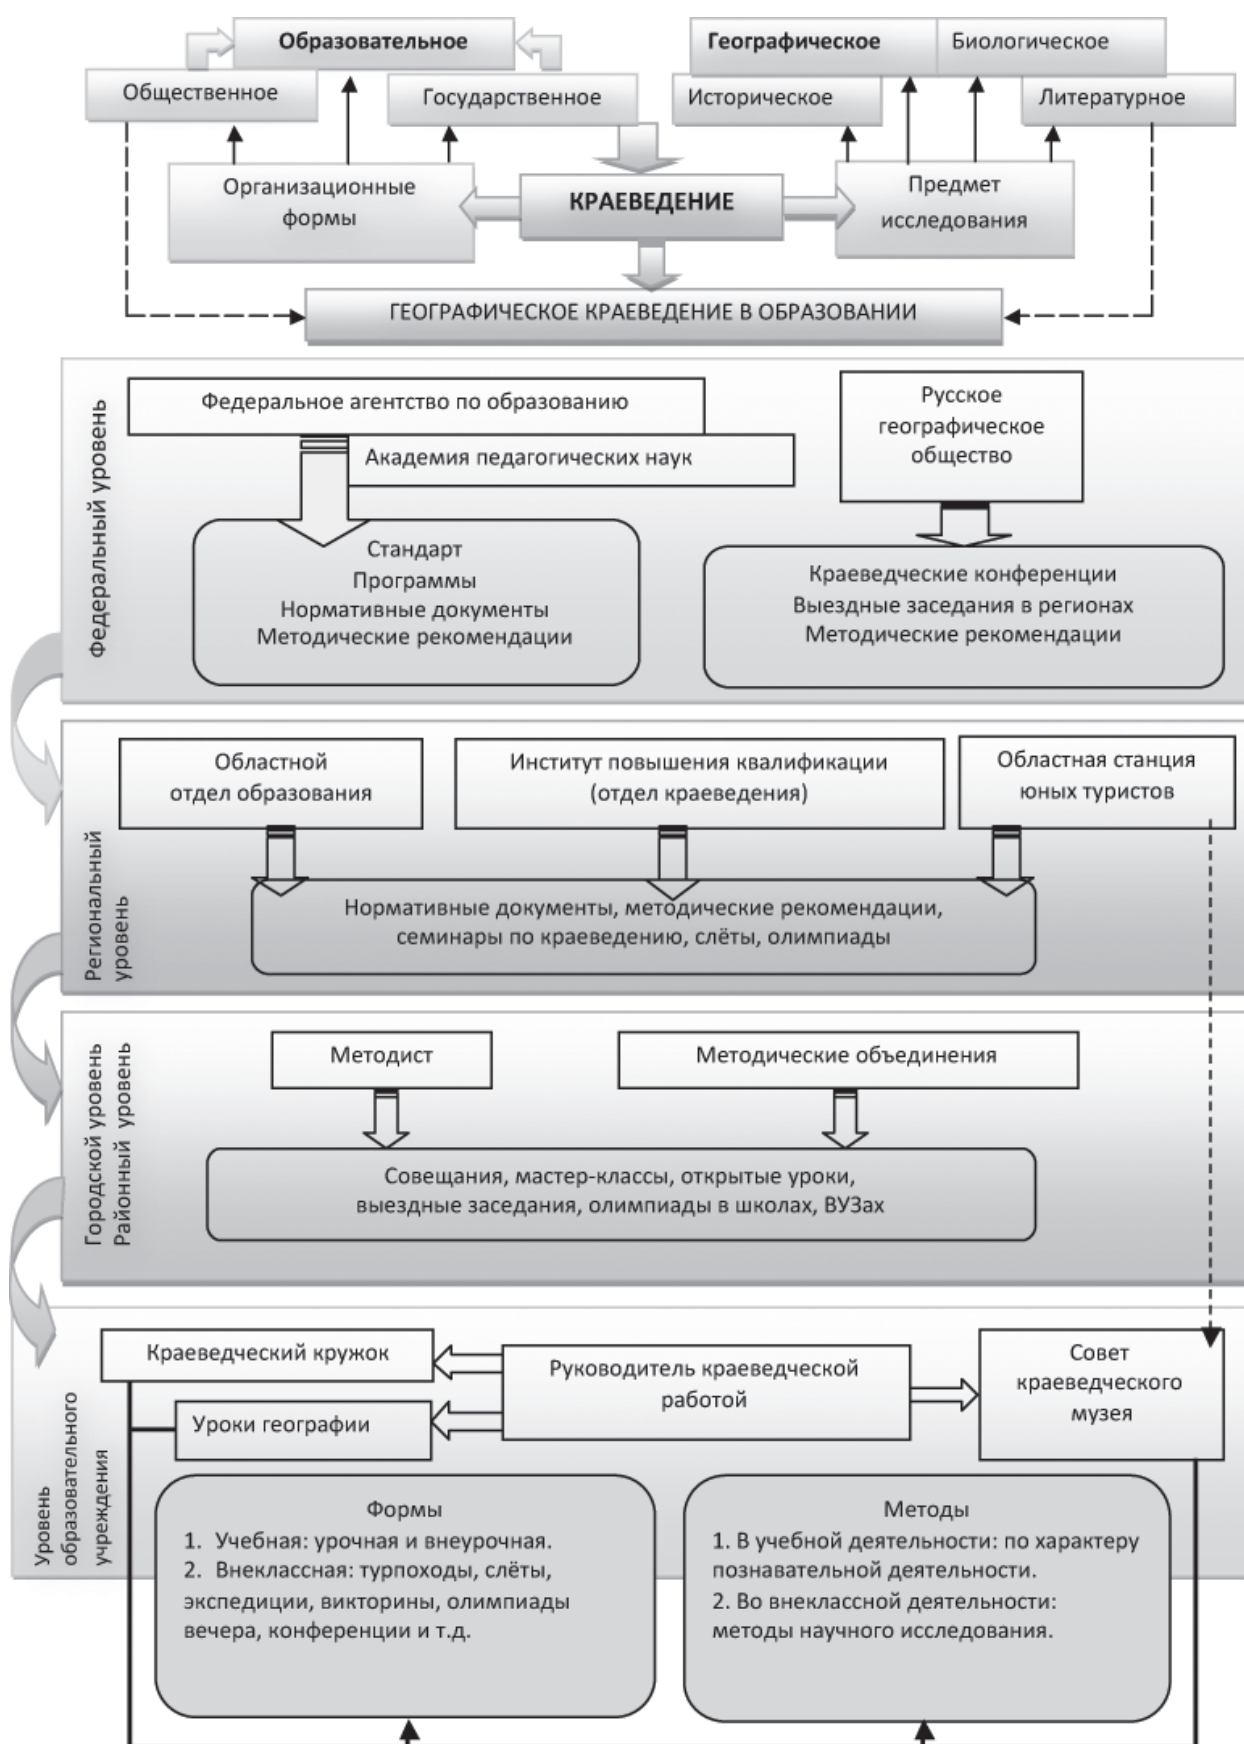 Образовательное
Географическое
Биологическое
Общественное
Государственное
Историческое
Литературное
Организационные
формы
КРАЕВЕДЕНИЕ
Предмет
исследования
ГЕОГРАФИЧЕСКОЕ КРАЕВЕДЕНИЕ В ОБРАЗОВАНИИ
Федеральный уровень
Федеральное агентство по образованию
Академия педагогических наук
Русское
географическое
общество
Стандарт
Программы
Нормативные документы
Методические рекомендации
Краеведческие конференции
Выездные заседания в регионах
Методические рекомендации
Региональный
уровень
Областной
отдел образования
Институт повышения квалификации
(отдел краеведения)
Областная станция
юных туристов
Нормативные документы, методические рекомендации,
семинары по краеведению, слёты, олимпиады
Городской уровень
Районный уровень
Методист
Методические объединения
Совещания, мастер-классы, открытые уроки,
выездные заседания, олимпиады в школах, ВУЗах
Уровень
образовательного
учреждения
Краеведческий кружок
Уроки географии
Руководитель краеведческой
работой
Совет
краеведческого
музея
Формы
1. Учебная: урочная и внеурочная.
2. Внеклассная: турпоходы, слёты,
экспедиции, викторины, олимпиады
вечера, конференции и т.д.
Методы
1. В учебной деятельности: по характеру
познавательной деятельности.
2. Во внеклассной деятельности:
методы научного исследования.